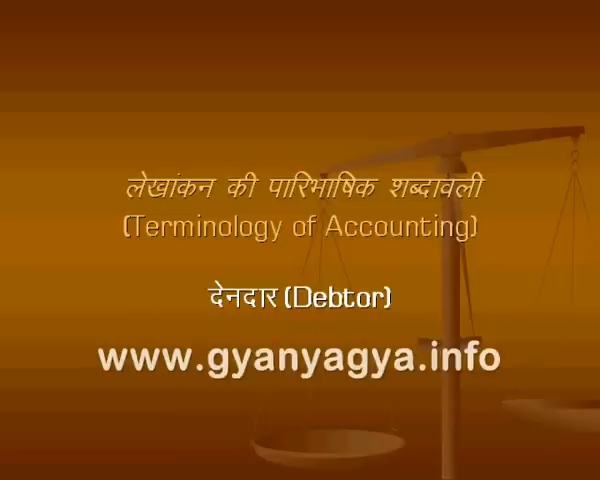 लेखांकन की पारिभाषिक शब्दावली
(Terminology of Accounting)
देनदार (Debtor)
www.gyanyagya.info